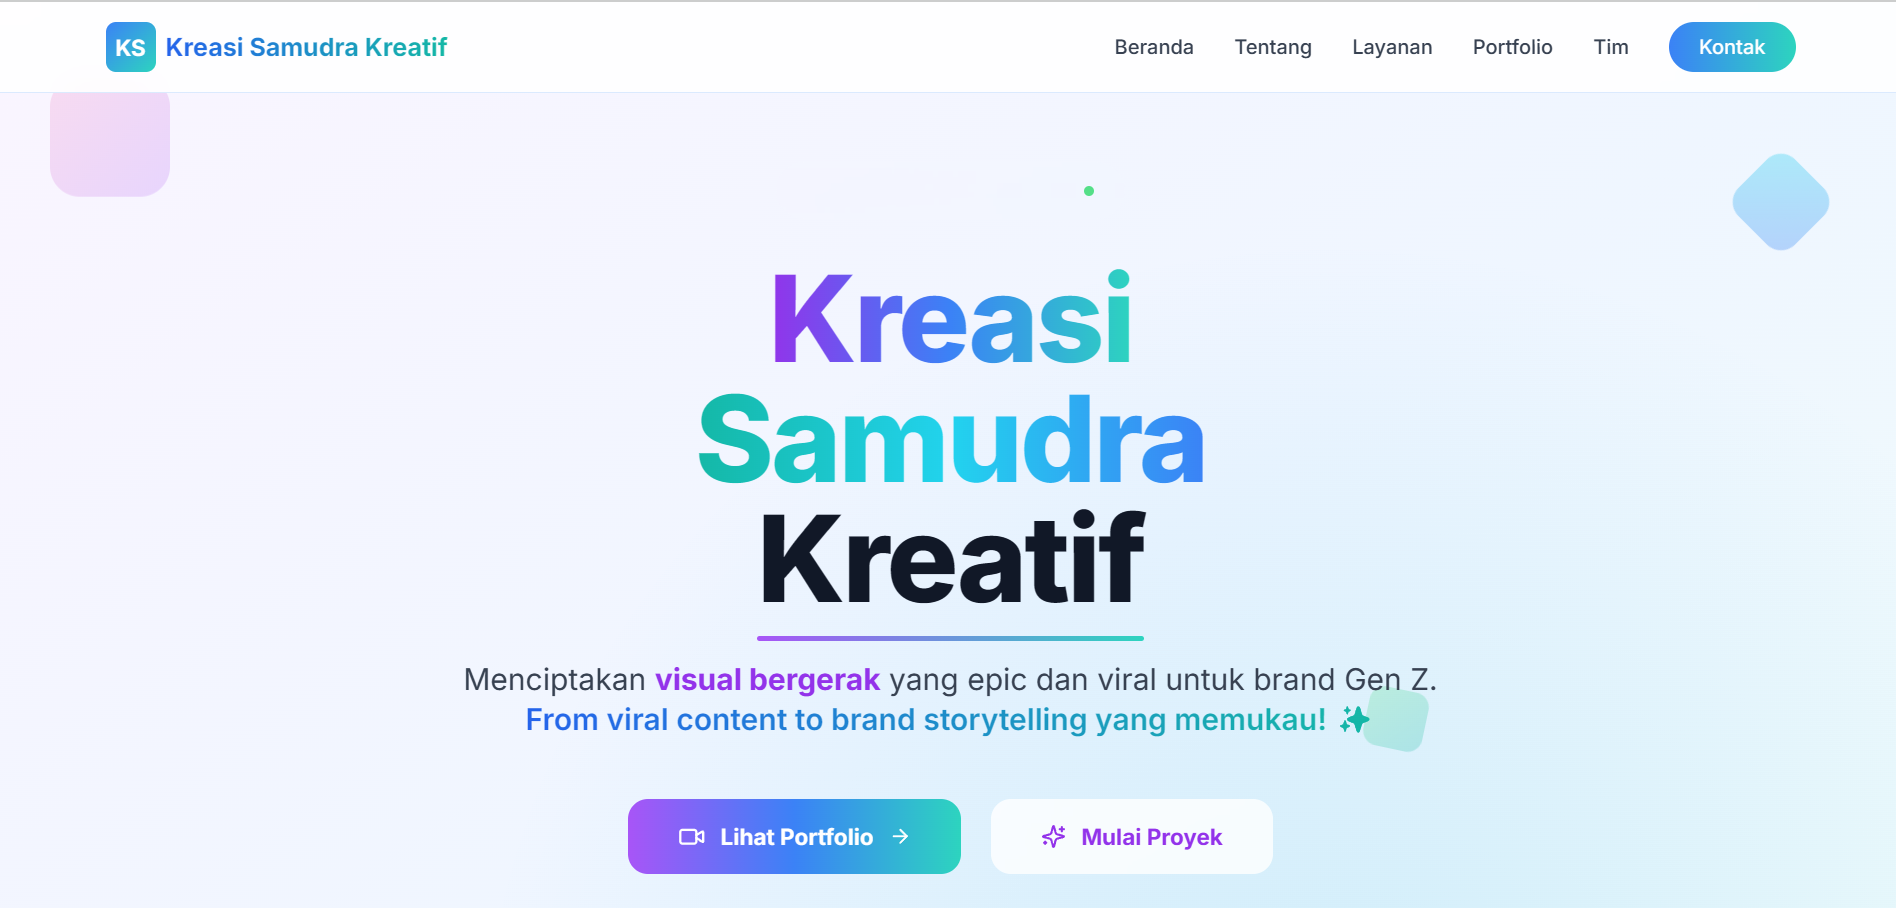 KS Kreasi Samudra Kreatif
Beranda Tentang Layanan Portfolio Tim Kontak
Kreasi
Samudra
Kreatif
Menciptakan visual bergerak yang epic dan viral untuk brand Gen Z.
From viral content to brand storytelling yang memukau! ✨
Lihat Portfolio →
Mulai Proyek